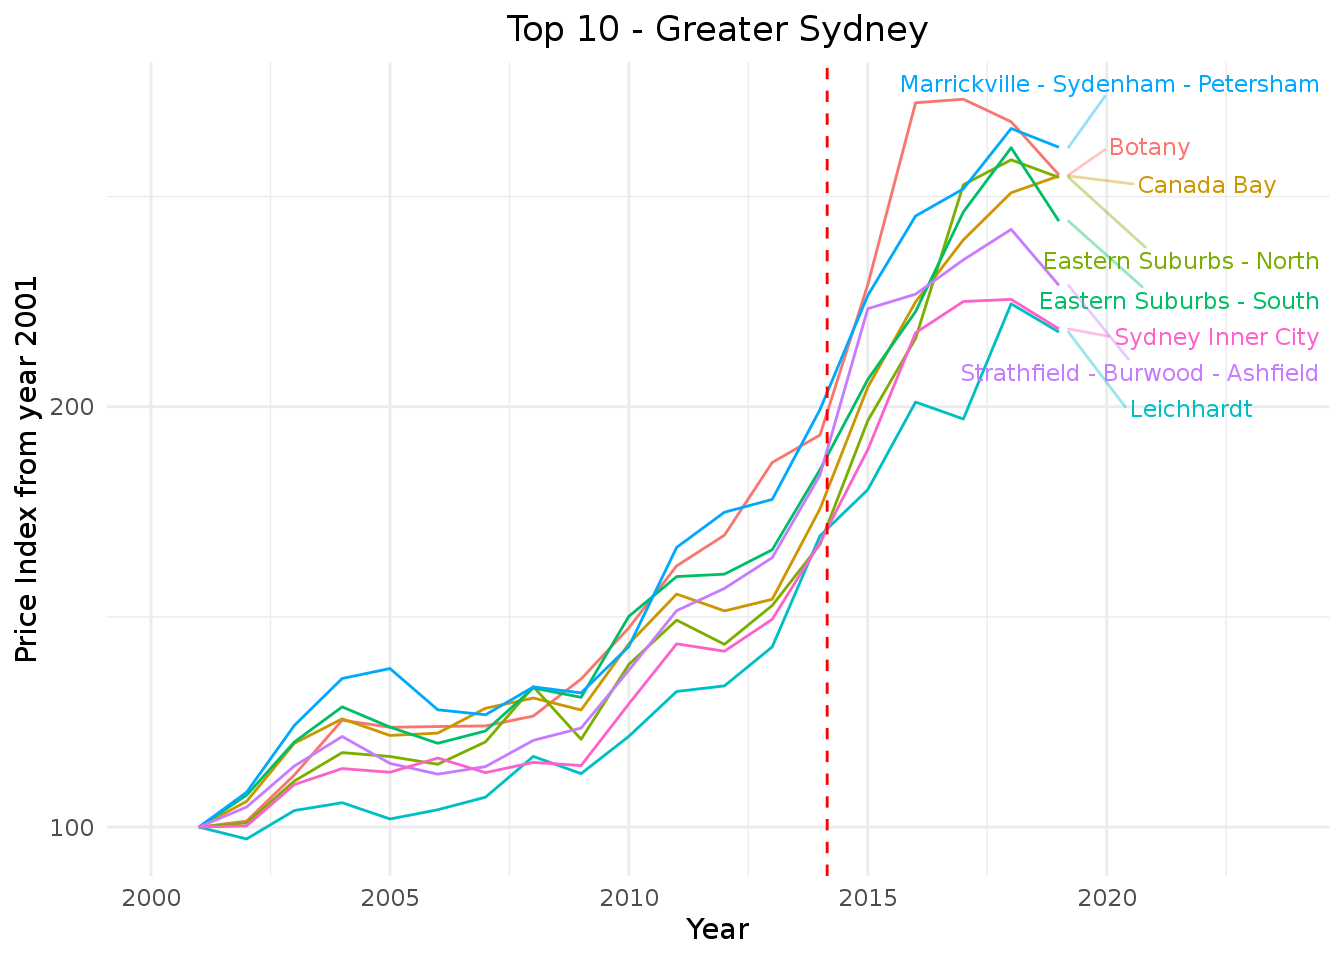 Top 10 - Greater Sydney
Marrickville - Sydenham - Petersham
Botany
Canada Bay
Eastern Suburbs - North
Eastern Suburbs - South
Sydney Inner City
Strathfield - Burwood - Ashfield
Leichhardt
Price Index from year 2001
200
100
2000
2005
2010
2015
2020
Year